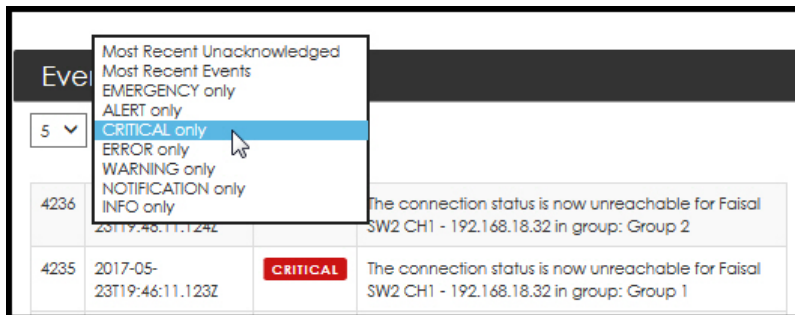 Most Recent Unacknowledged
Most Recent Events
EMERGENCY only
ALERT only
CRITICAL only
ERROR only
WARNING only
NOTIFICATION only
INFO only
Eve
5
4236
23T19:46:11.124Z
The connection status is now unreachable for Faisal
SW2 CH1 - 192.168.18.32 in group: Group 2
4235
2017-05-
23T19:46:11.123Z
CRITICAL
The connection status is now unreachable for Faisal
SW2 CH1 - 192.168.18.32 in group: Group 1